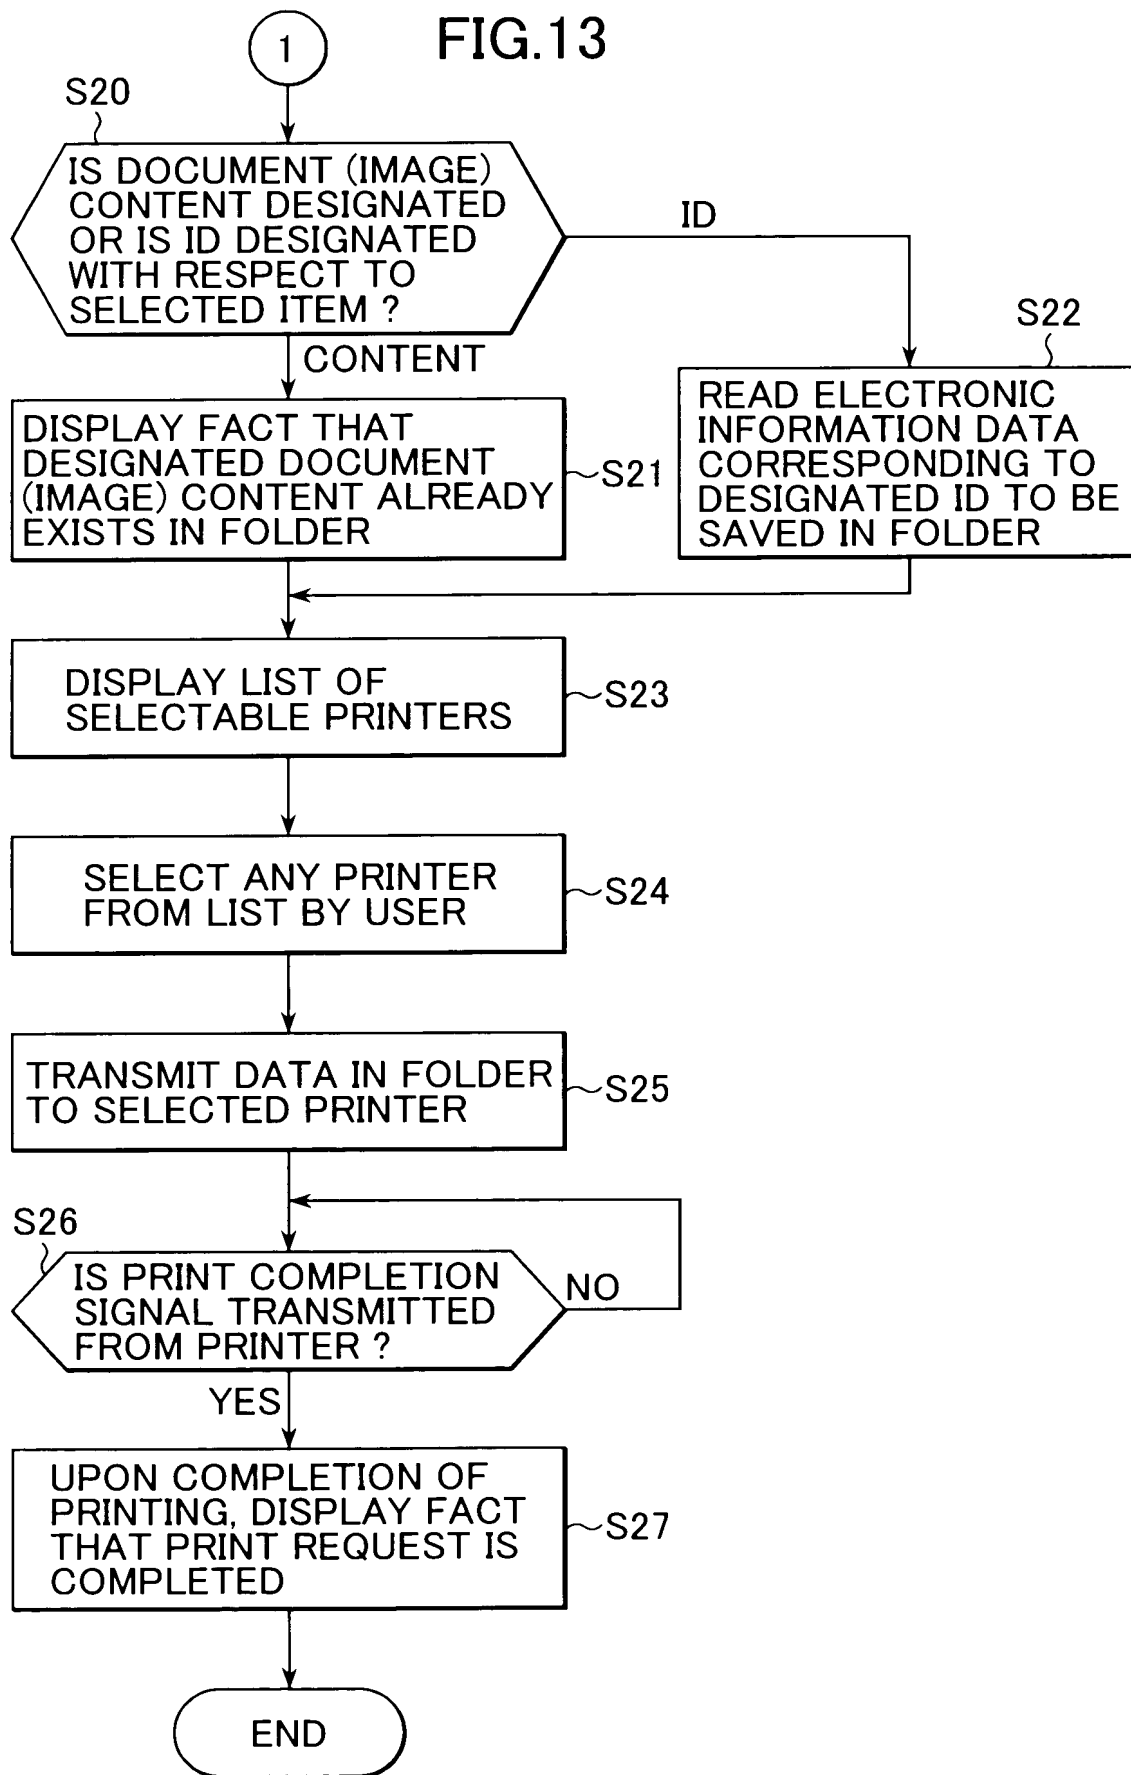 FIG.13
1
S20
IS DOCUMENT (IMAGE)
CONTENT DESIGNATED
OR IS ID DESIGNATED
WITH RESPECT TO
SELECTED ITEM ?
ID
CONTENT
S22
READ ELECTRONIC
INFORMATION DATA
CORRESPONDING TO
DESIGNATED ID TO BE
SAVED IN FOLDER
DISPLAY FACT THAT
DESIGNATED DOCUMENT
(IMAGE) CONTENT ALREADY
EXISTS IN FOLDER
S21
DISPLAY LIST OF
SELECTABLE PRINTERS
S23
SELECT ANY PRINTER
FROM LIST BY USER
S24
TRANSMIT DATA IN FOLDER
TO SELECTED PRINTER
S25
S26
IS PRINT COMPLETION
SIGNAL TRANSMITTED
FROM PRINTER ?
NO
YES
UPON COMPLETION OF
PRINTING, DISPLAY FACT
THAT PRINT REQUEST IS
COMPLETED
S27
END